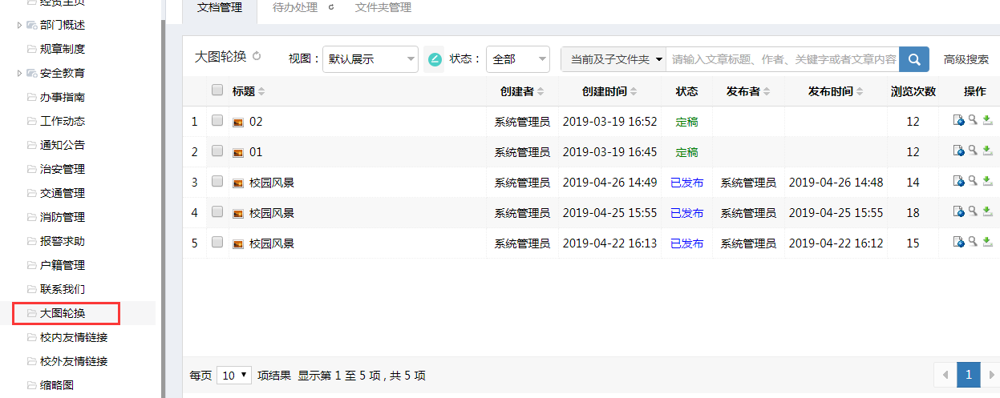 经贸主页
部门概述
规章制度
安全教育
办事指南
工作动态
通知公告
治安管理
交通管理
消防管理
报警求助
户籍管理
联系我们
大图轮换
校内友情链接
校外友情链接
缩略图
文档管理 待办处理 文件夹管理
大图轮换 视图： 默认展示 状态： 全部 当前及子文件夹 请输入文章标题、作者、关键字或者文章内容 高级搜索
标题 创建者 创建时间 状态 发布者 发布时间 浏览次数 操作
1 02 系统管理员 2019-03-19 16:52 定稿 12
2 01 系统管理员 2019-03-19 16:45 定稿 12
3 校园风景 系统管理员 2019-04-26 14:49 已发布 系统管理员 2019-04-26 14:48 14
4 校园风景 系统管理员 2019-04-25 15:55 已发布 系统管理员 2019-04-25 15:55 18
5 校园风景 系统管理员 2019-04-22 16:13 已发布 系统管理员 2019-04-22 16:12 15
每页 10 项结果 显示第 1 至 5 项 , 共 5 项 1